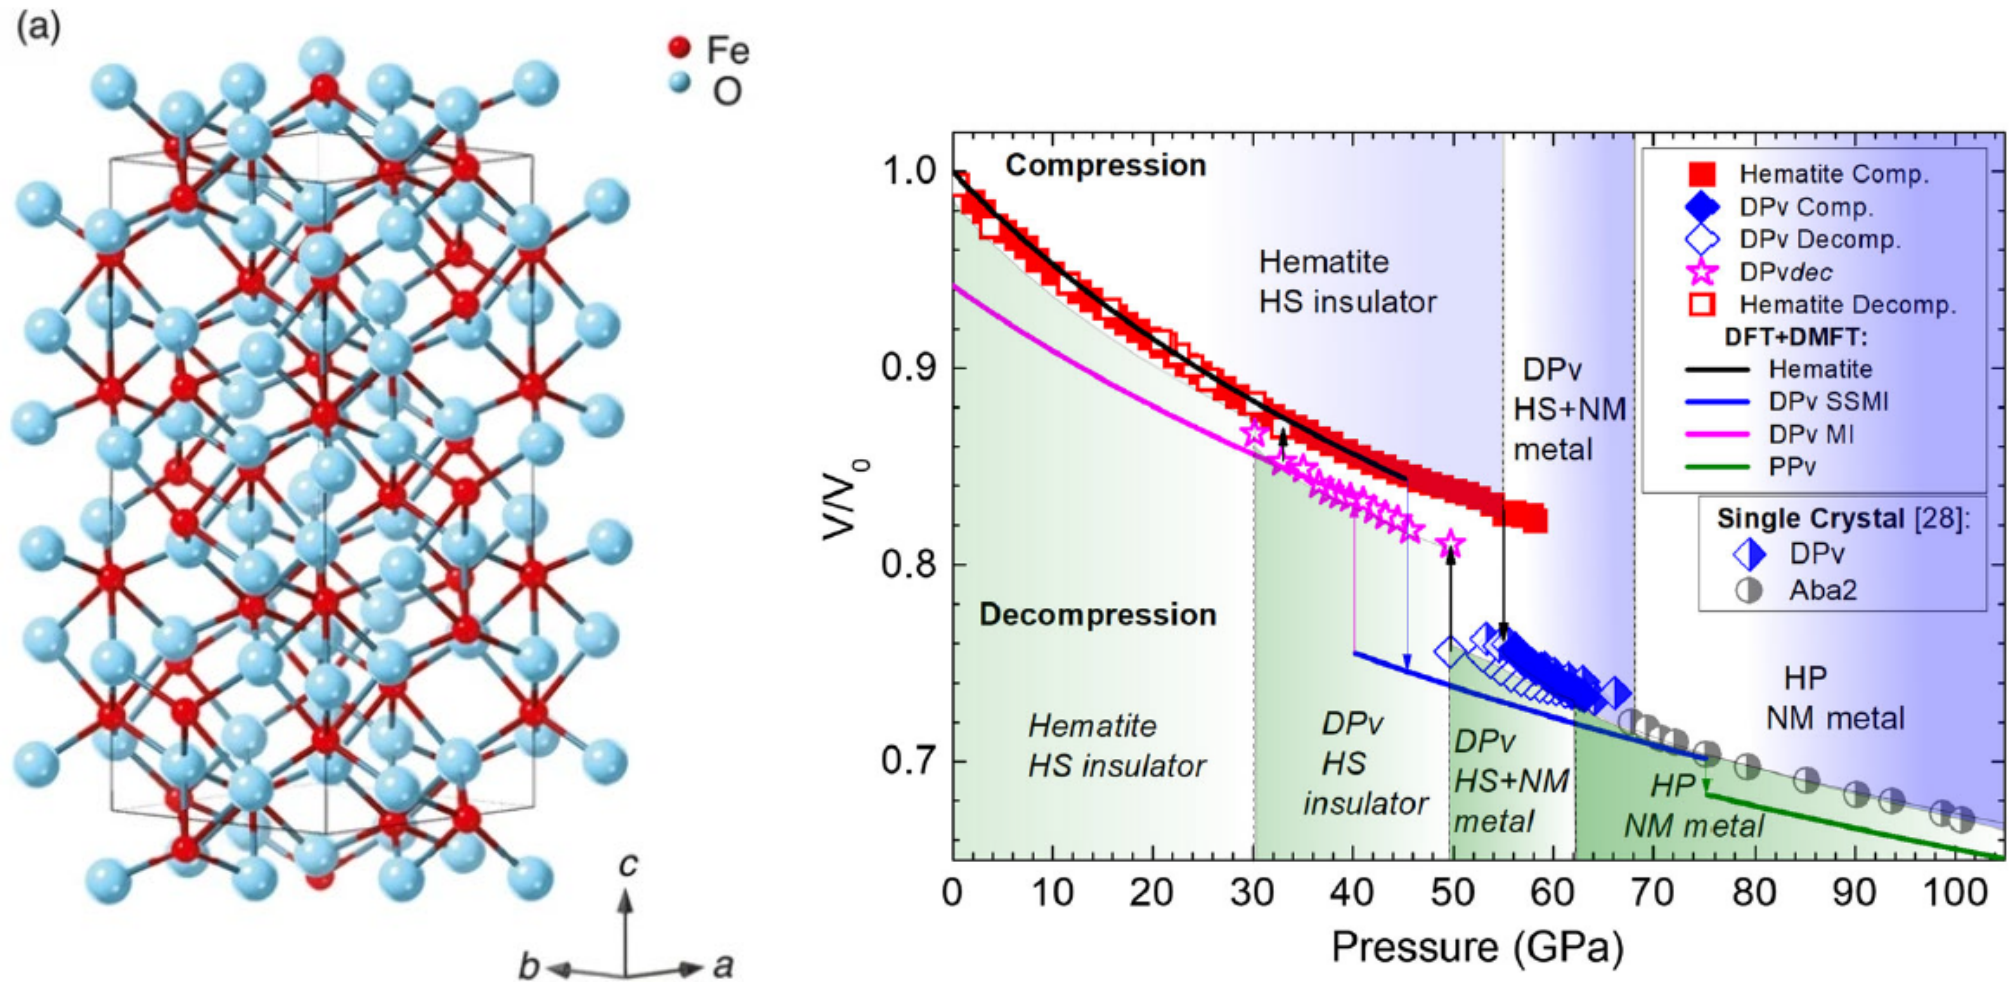 (a)
Fe
O
c
b
a
1.0
0.9
0.8
0.7
V/V0
Compression
Hematite
HS insulator
DPv
HS+NM
metal
Decompression
Hematite
HS insulator
DPv
HS
insulator
DPv
HS+NM
metal
HP
NM metal
HP
NM metal
Hematite Comp.
DPv Comp.
DPv Decomp.
DPvdec
Hematite Decomp.
DFT+DMFT:
Hematite
DPv SSMI
DPv MI
PPv
Single Crystal [28]:
DPv
Aba2
0 10 20 30 40 50 60 70 80 90 100
Pressure (GPa)